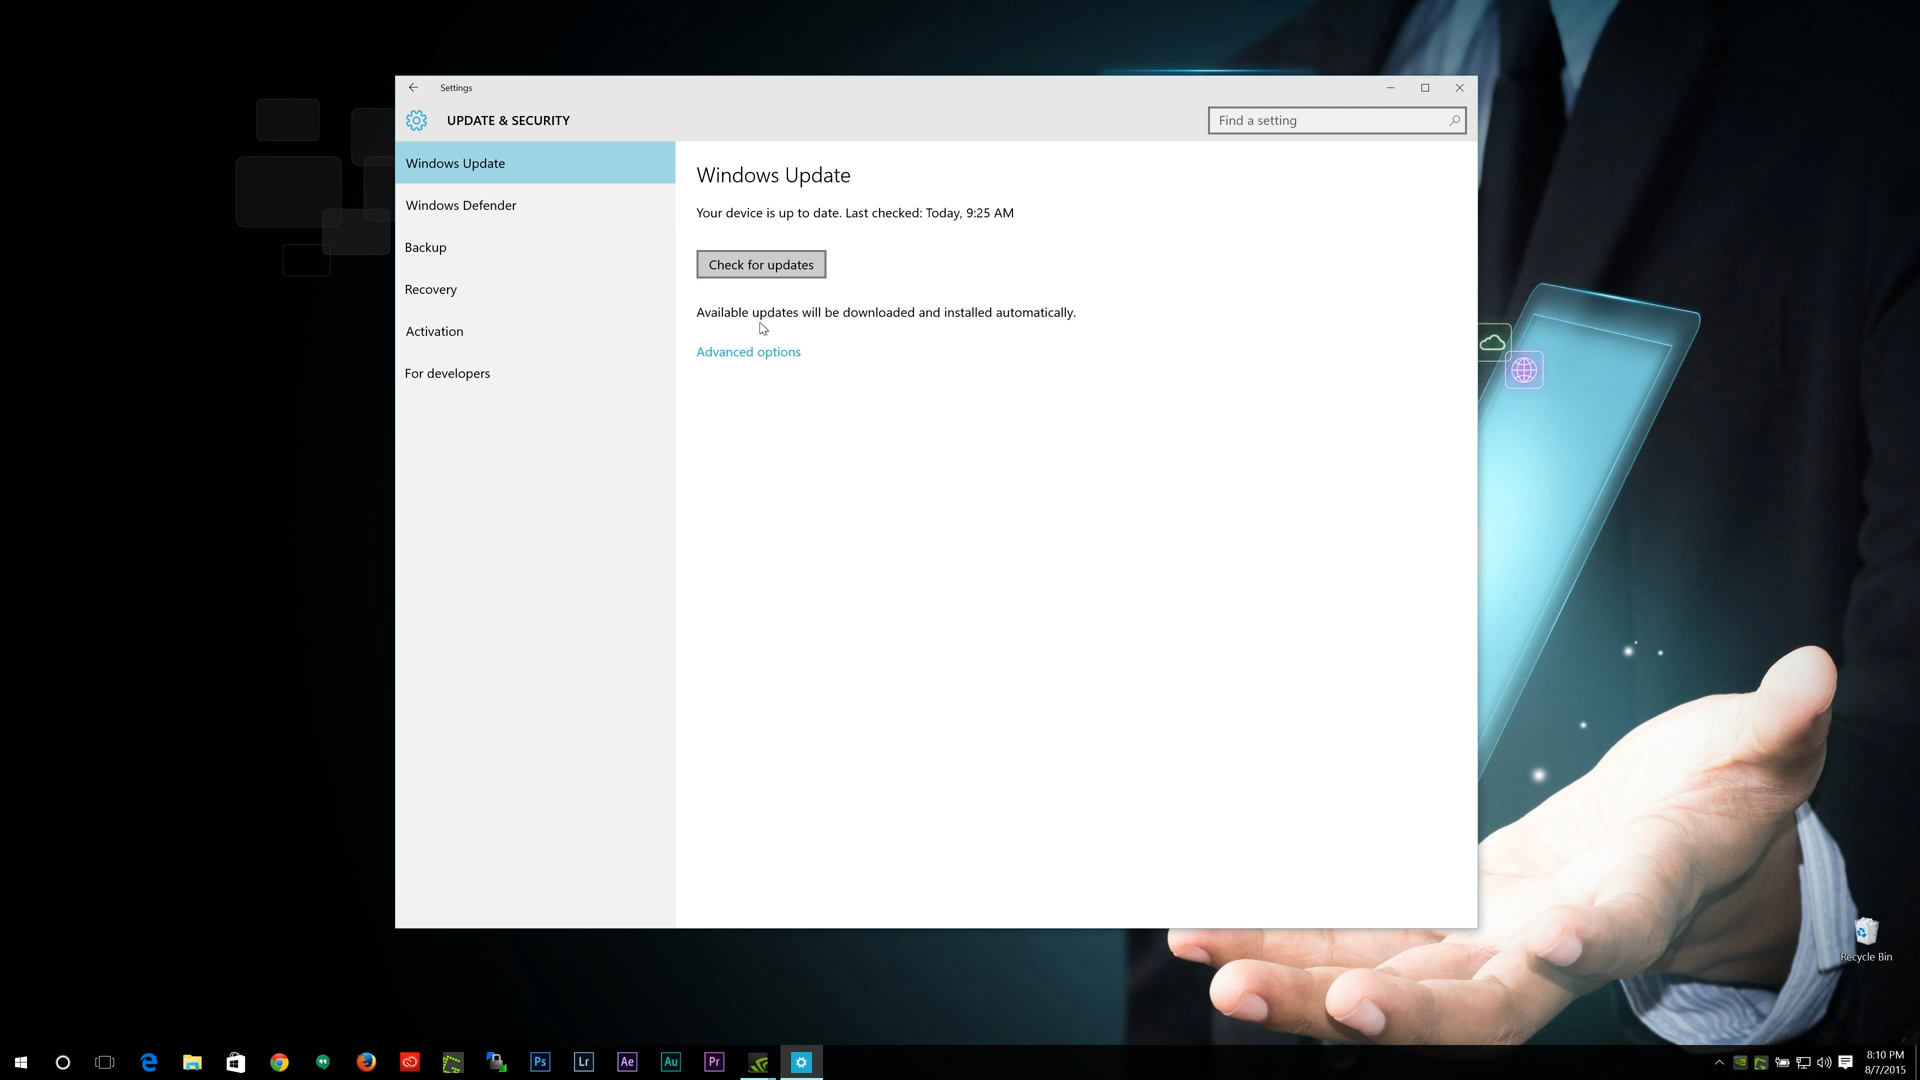 Settings
UPDATE & SECURITY
Find a setting
Windows Update
Windows Defender
Backup
Recovery
Activation
For developers
Windows Update
Your device is up to date. Last checked: Today, 9:25 AM
Check for updates
Available updates will be downloaded and installed automatically.
Advanced options
Recycle Bin
Ps
Lr
Ae
Au
Pr
8:10 PM
8/7/2015